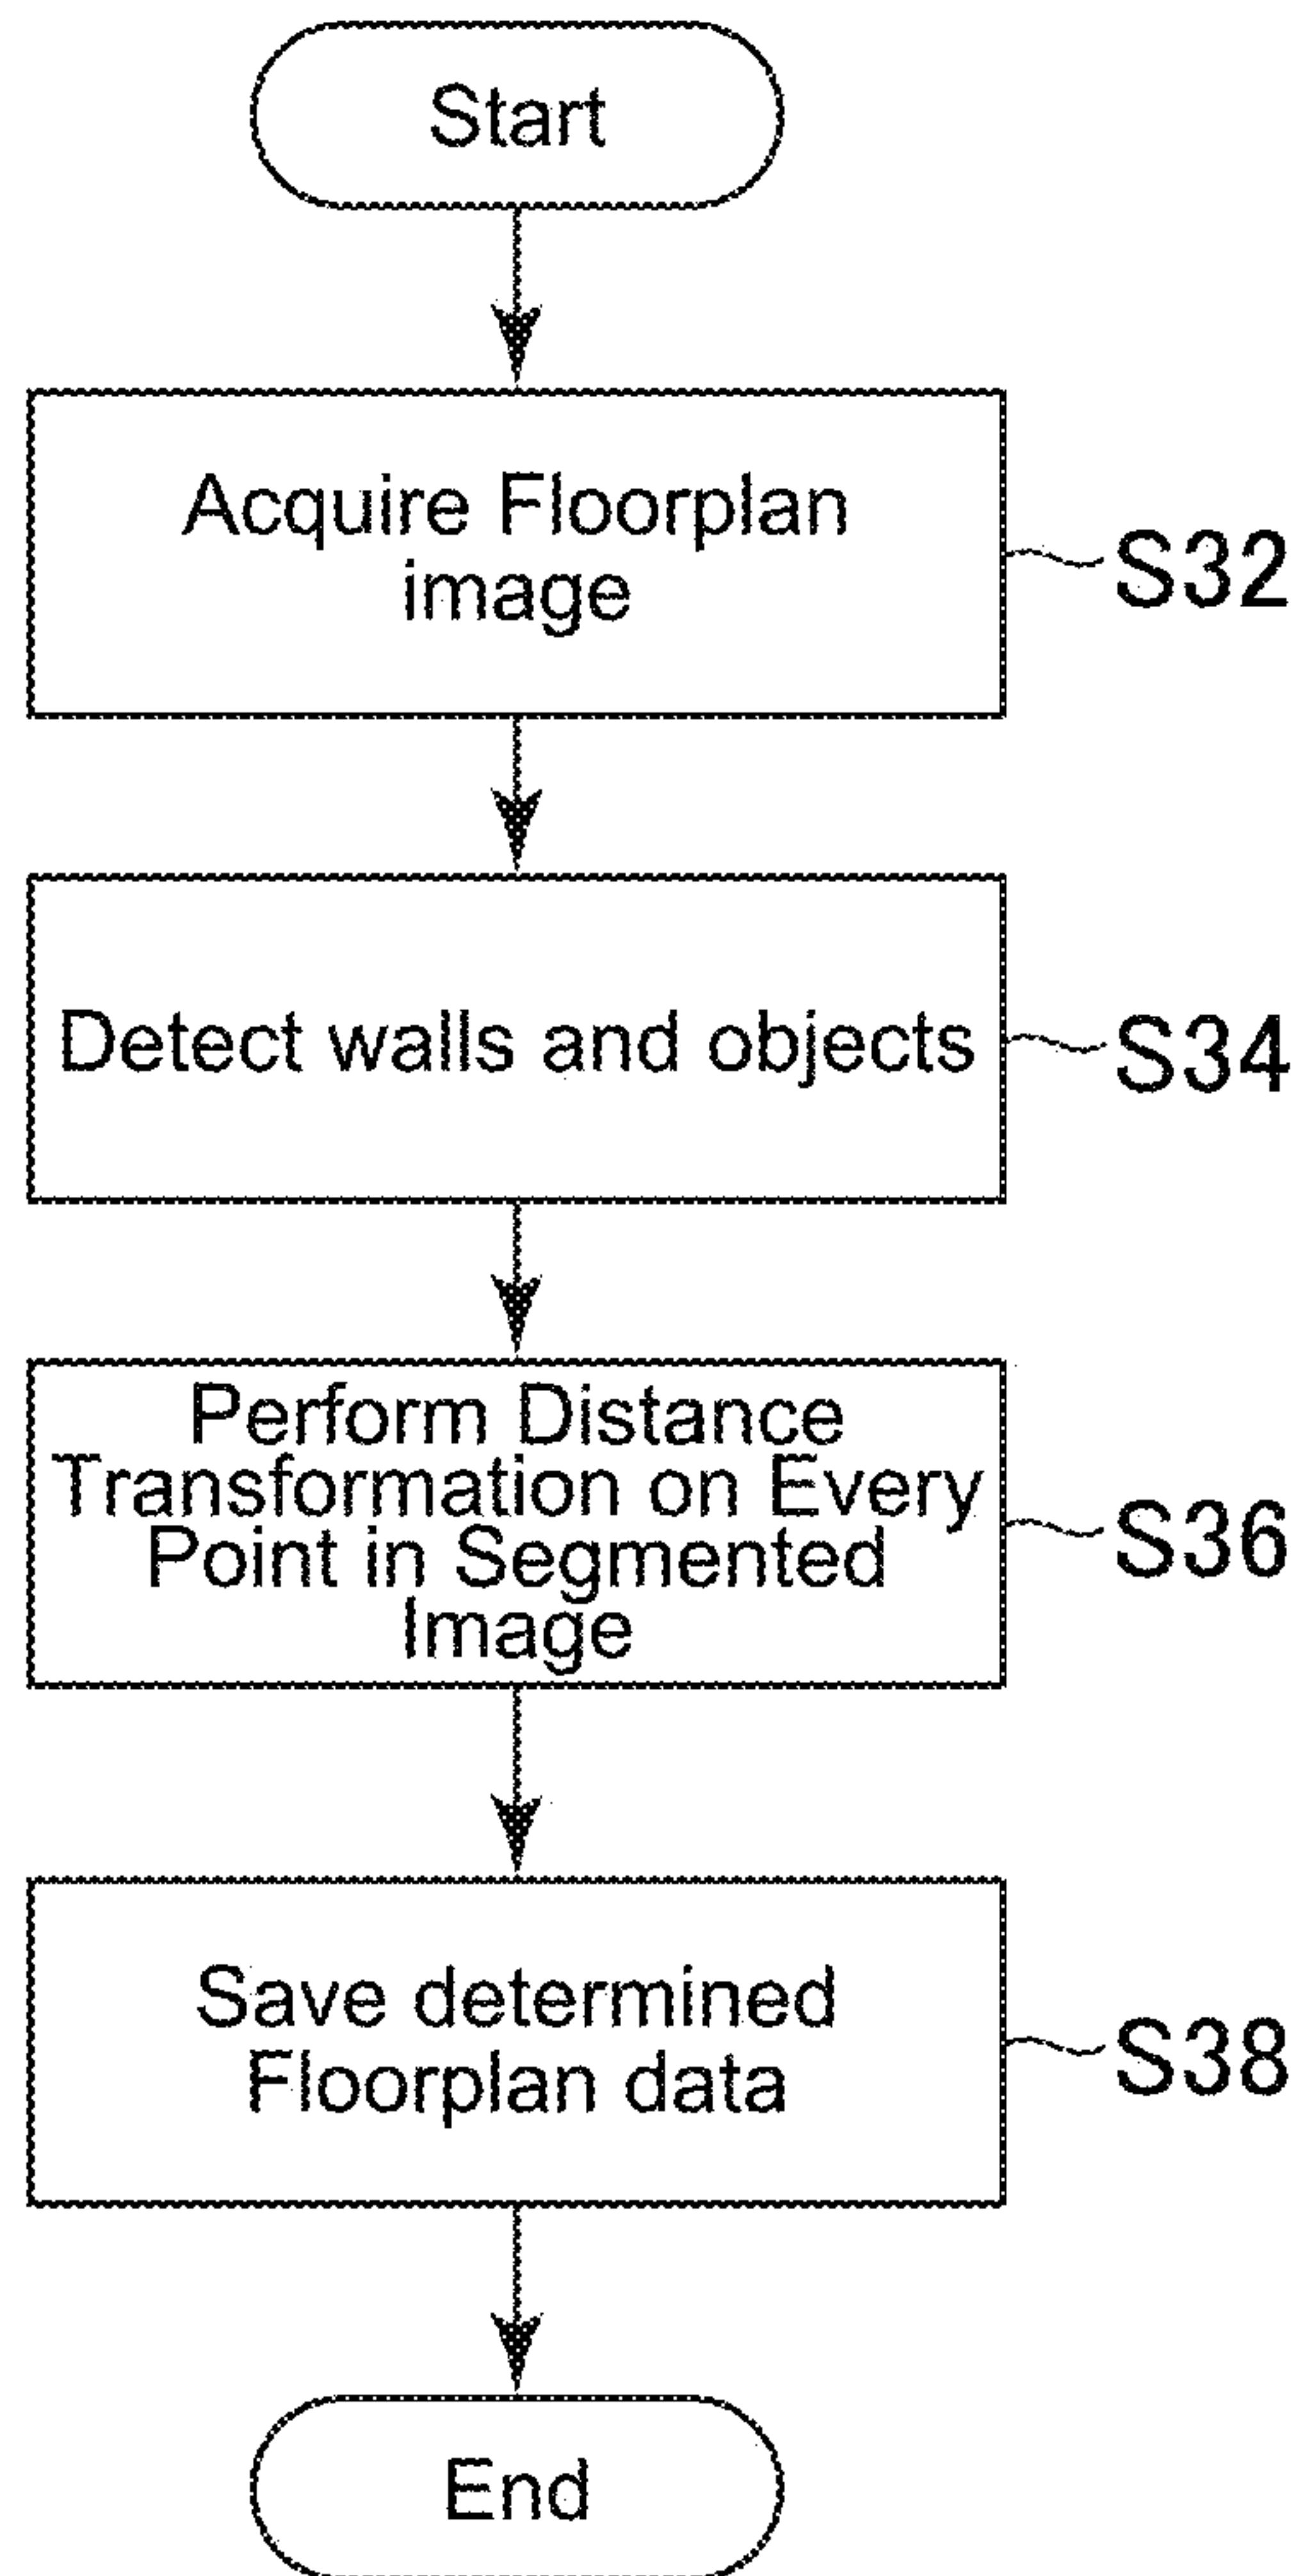 Start
Acquire Floorplan
image
S32
Detect walls and objects
S34
Perform Distance
Transformation on Every
Point in Segmented
Image
S36
Save determined
Floorplan data
S38
End